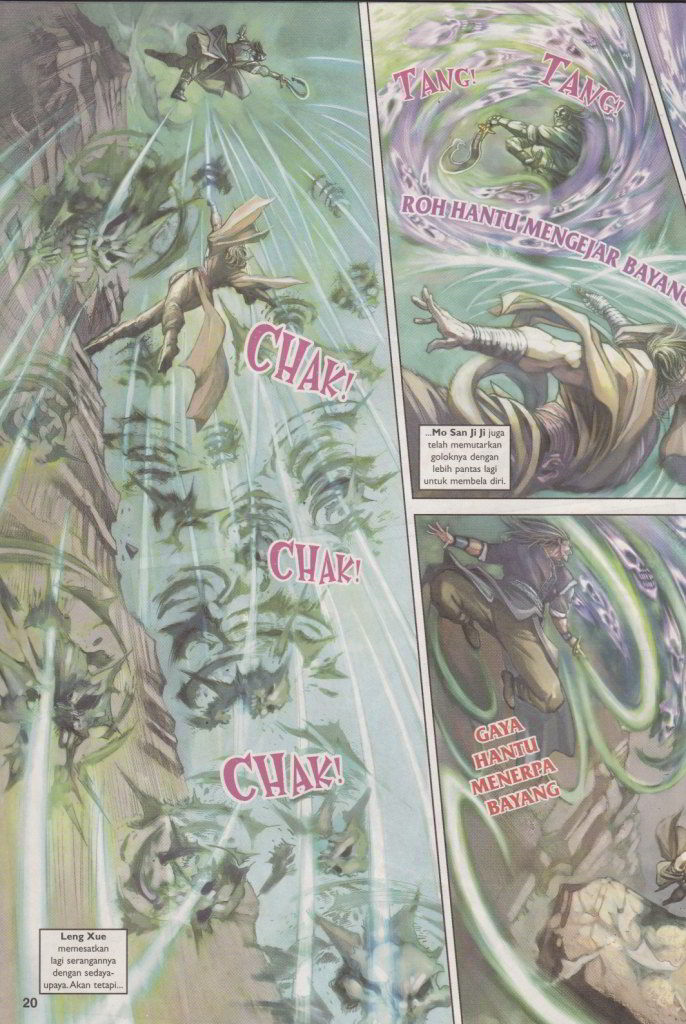 CHAK!
CHAK!
CHAK!
Leng Xue
memesatkan
lagi serangannya
dengan sedaya-
upaya. Akan tetapi...
20
TANG!
TANG!
ROH HANTU MENGEJAR BAYANG
...Mo San Ji Ji juga
telah memutarkan
goloknya dengan
lebih pantas lagi
untuk membela diri.
GAYA
HANTU
MENERPA
BAYANG